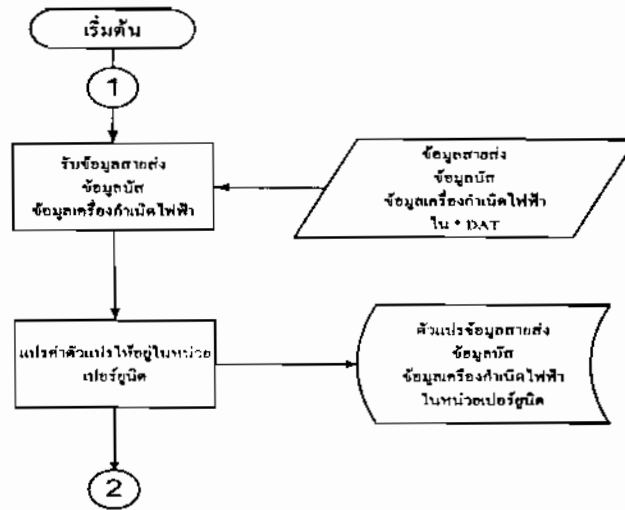 เริ่มต้น
1
รับข้อมูลสายส่ง
ข้อมูลบัส
ข้อมูลเครื่องกำเนิดไฟฟ้า
ข้อมูลสายส่ง
ข้อมูลบัส
ข้อมูลเครื่องกำเนิดไฟฟ้า
ใน * DAT
แปรค่าตัวแปรให้อยู่ในหน่วย
เปอร์ยูนิต
ตัวแปรข้อมูลสายส่ง
ข้อมูลบัส
ข้อมูลเครื่องกำเนิดไฟฟ้า
ในหน่วยเปอร์ยูนิต
2